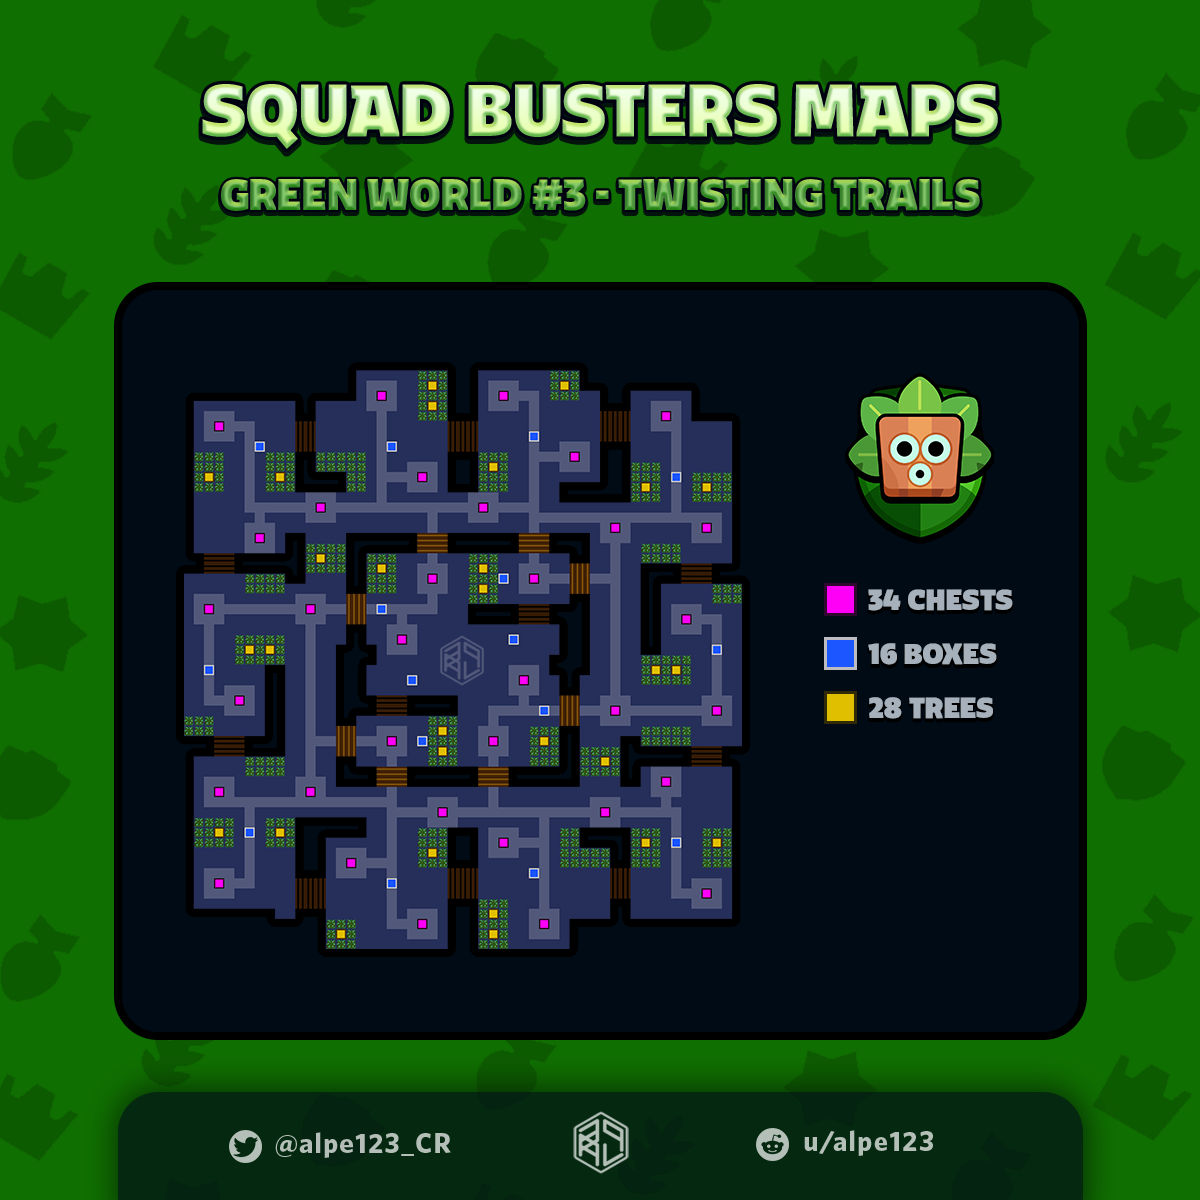 SQUAD BUSTERS MAPS
GREEN WORLD #3 - TWISTING TRAILS
34 CHESTS
16 BOXES
28 TREES
@alpe123_CR
u/alpe123